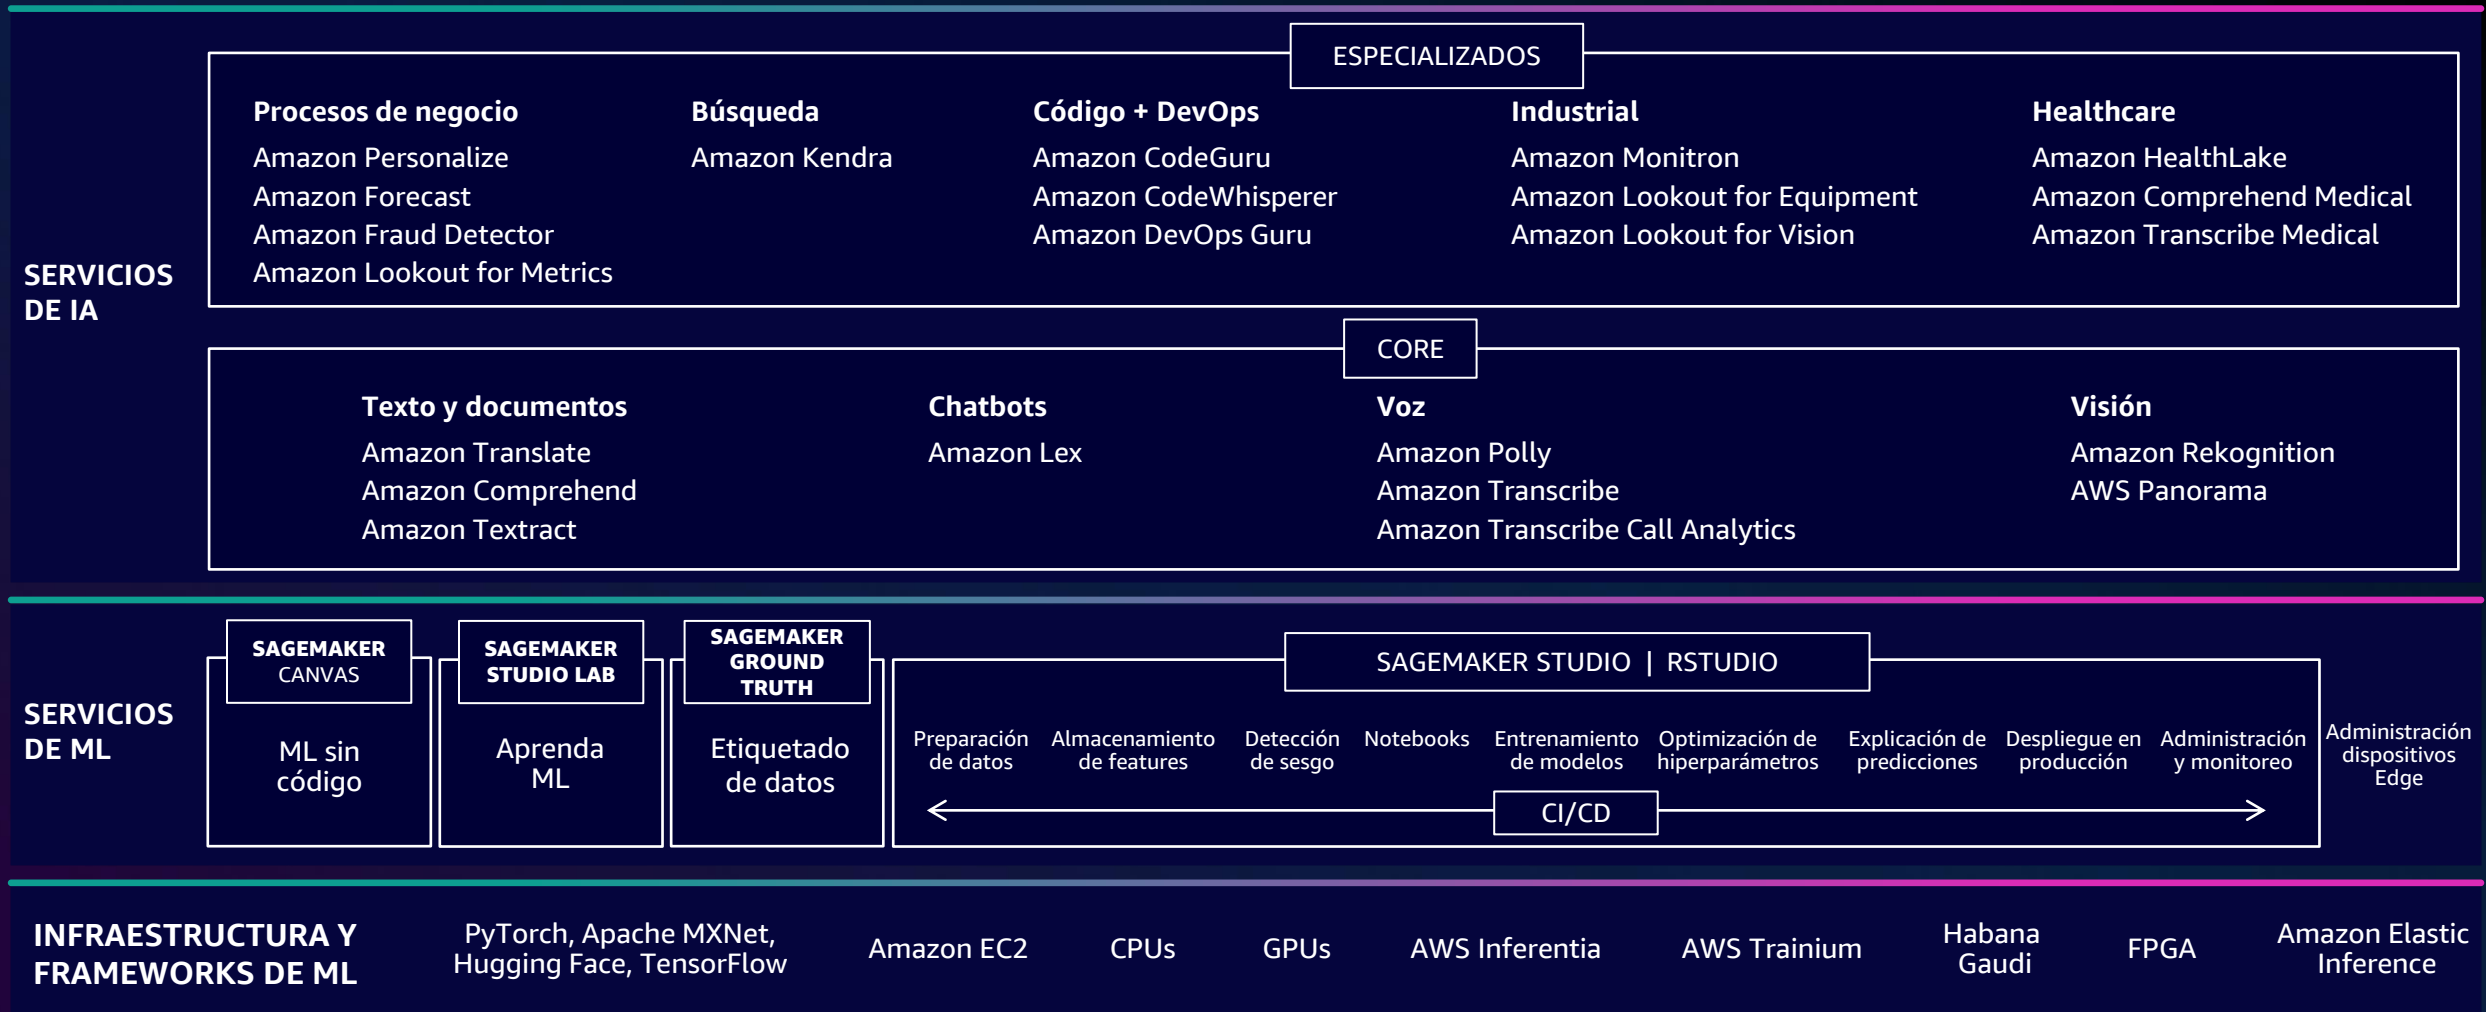 ESPECIALIZADOS
Procesos de negocio
Amazon Personalize
Amazon Forecast
Amazon Fraud Detector
Amazon Lookout for Metrics
Búsqueda
Amazon Kendra
Código + DevOps
Amazon CodeGuru
Amazon CodeWhisperer
Amazon DevOps Guru
Industrial
Amazon Monitron
Amazon Lookout for Equipment
Amazon Lookout for Vision
Healthcare
Amazon HealthLake
Amazon Comprehend Medical
Amazon Transcribe Medical
SERVICIOS
DE IA
CORE
Texto y documentos
Amazon Translate
Amazon Comprehend
Amazon Textract
Chatbots
Amazon Lex
Voz
Amazon Polly
Amazon Transcribe
Amazon Transcribe Call Analytics
Visión
Amazon Rekognition
AWS Panorama
SERVICIOS
DE ML
SAGEMAKER
CANVAS
ML sin
código
SAGEMAKER
STUDIO LAB
Aprenda
ML
SAGEMAKER
GROUND
TRUTH
Etiquetado
de datos
SAGEMAKER STUDIO | RSTUDIO
Preparación
de datos
Almacenamiento
de features
Detección
de sesgo
Notebooks
Entrenamiento
de modelos
Optimización de
hiperparámetros
Explicación de
predicciones
Despliegue en
producción
Administración
y monitoreo
CI/CD
Administración
dispositivos
Edge
INFRAESTRUCTURA Y
FRAMEWORKS DE ML
PyTorch, Apache MXNet,
Hugging Face, TensorFlow
Amazon EC2
CPUs
GPUs
AWS Inferentia
AWS Trainium
Habana
Gaudi
FPGA
Amazon Elastic
Inference